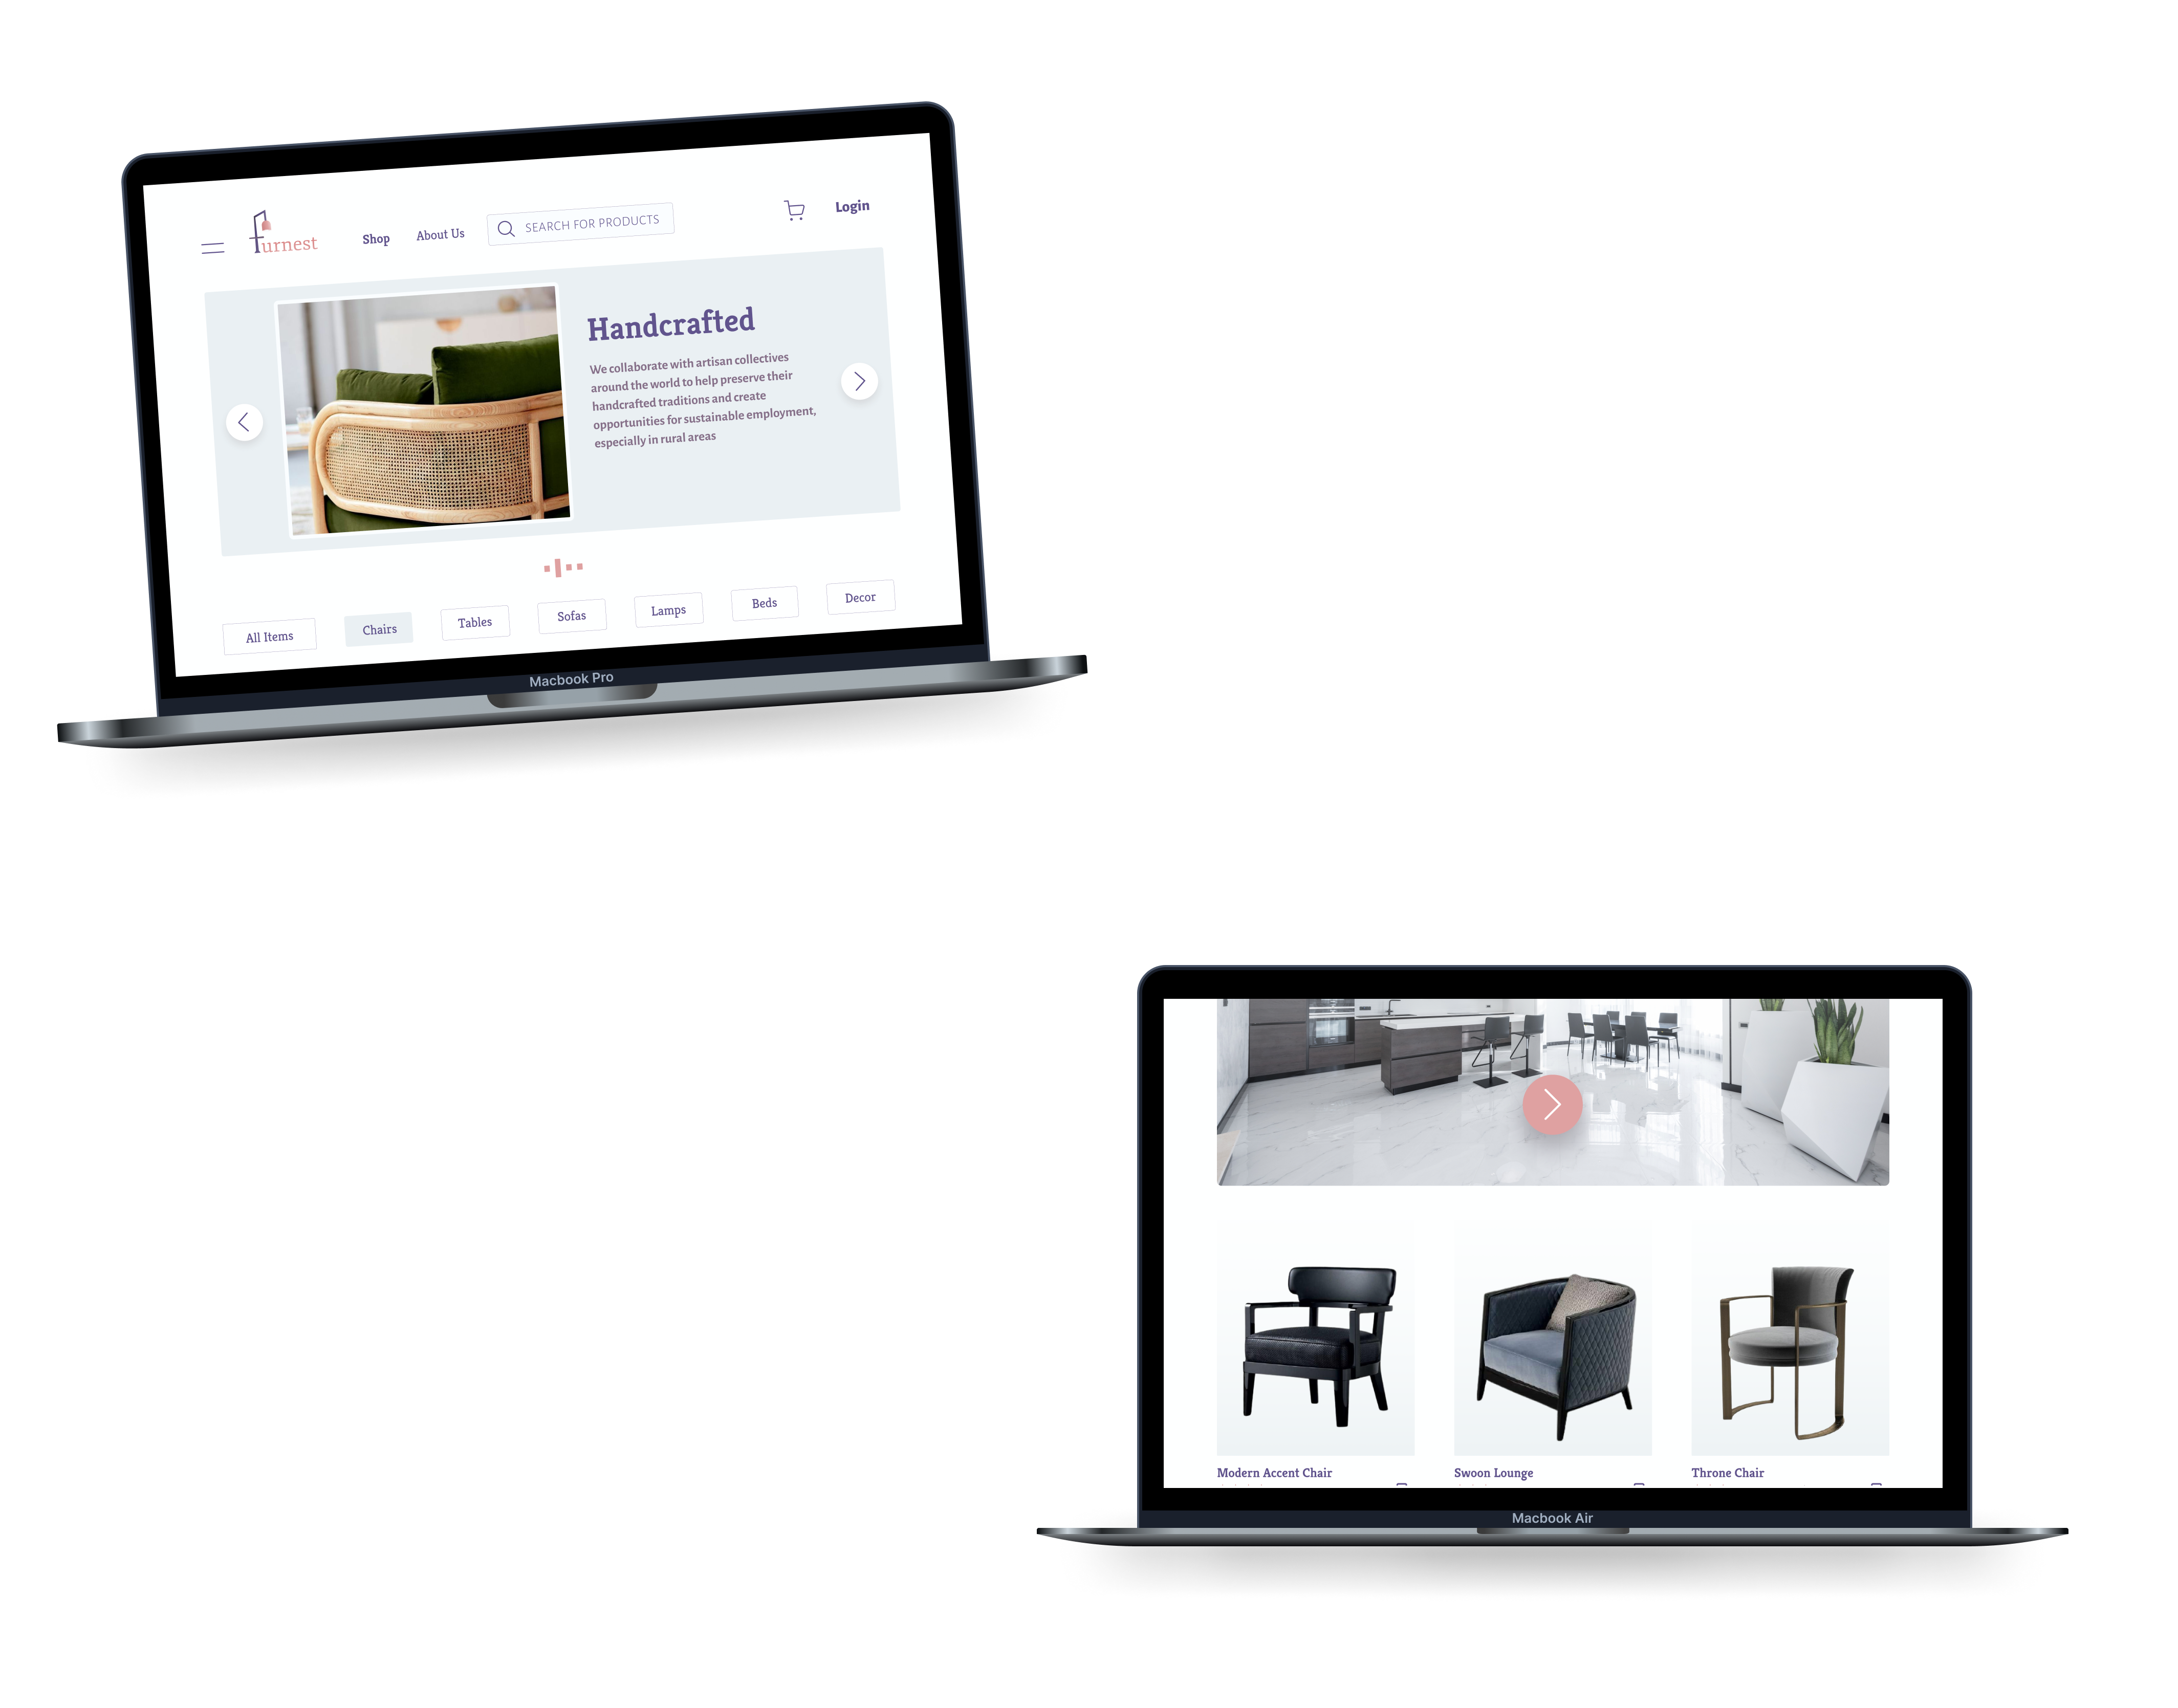 furnest
Shop
About Us
SEARCH FOR PRODUCTS
Login
Handcrafted
We collaborate with artisan collectives
around the world to help preserve their
handcrafted traditions and create
opportunities for sustainable employment,
especially in rural areas
All Items
Chairs
Tables
Sofas
Lamps
Beds
Decor
Macbook Pro
Modern Accent Chair
Swoon Lounge
Throne Chair
Macbook Air